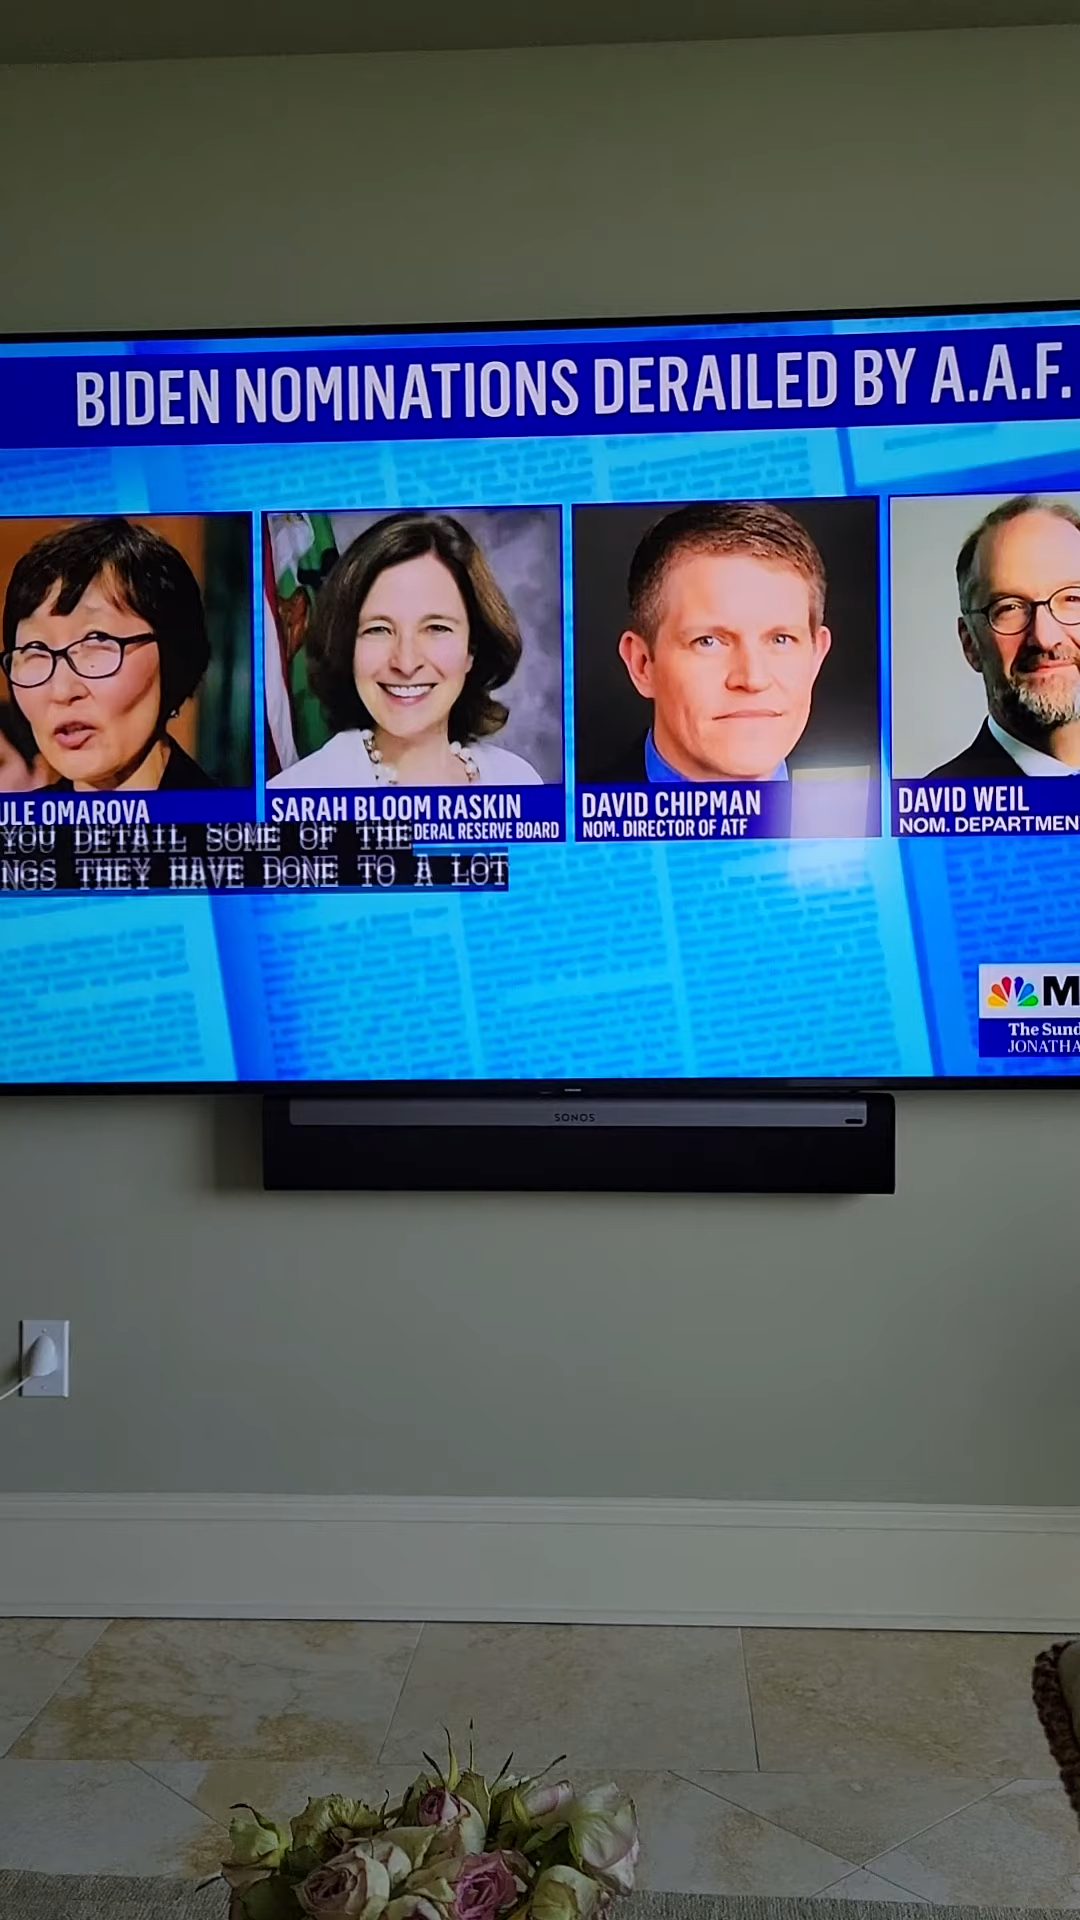 BIDEN NOMINATIONS DERAILED BY A.A.F.
ULE OMAROVA
SARAH BLOOM RASKIN
DERAL RESERVE BOARD
DAVID CHIPMAN
NOM. DIRECTOR OF ATF
DAVID WEIL
NOM. DEPARTMEN
YOU DETAIL SOME OF THE
NGS THEY HAVE DONE TO A LOT
M
The Sund
JONATHA
SONOS